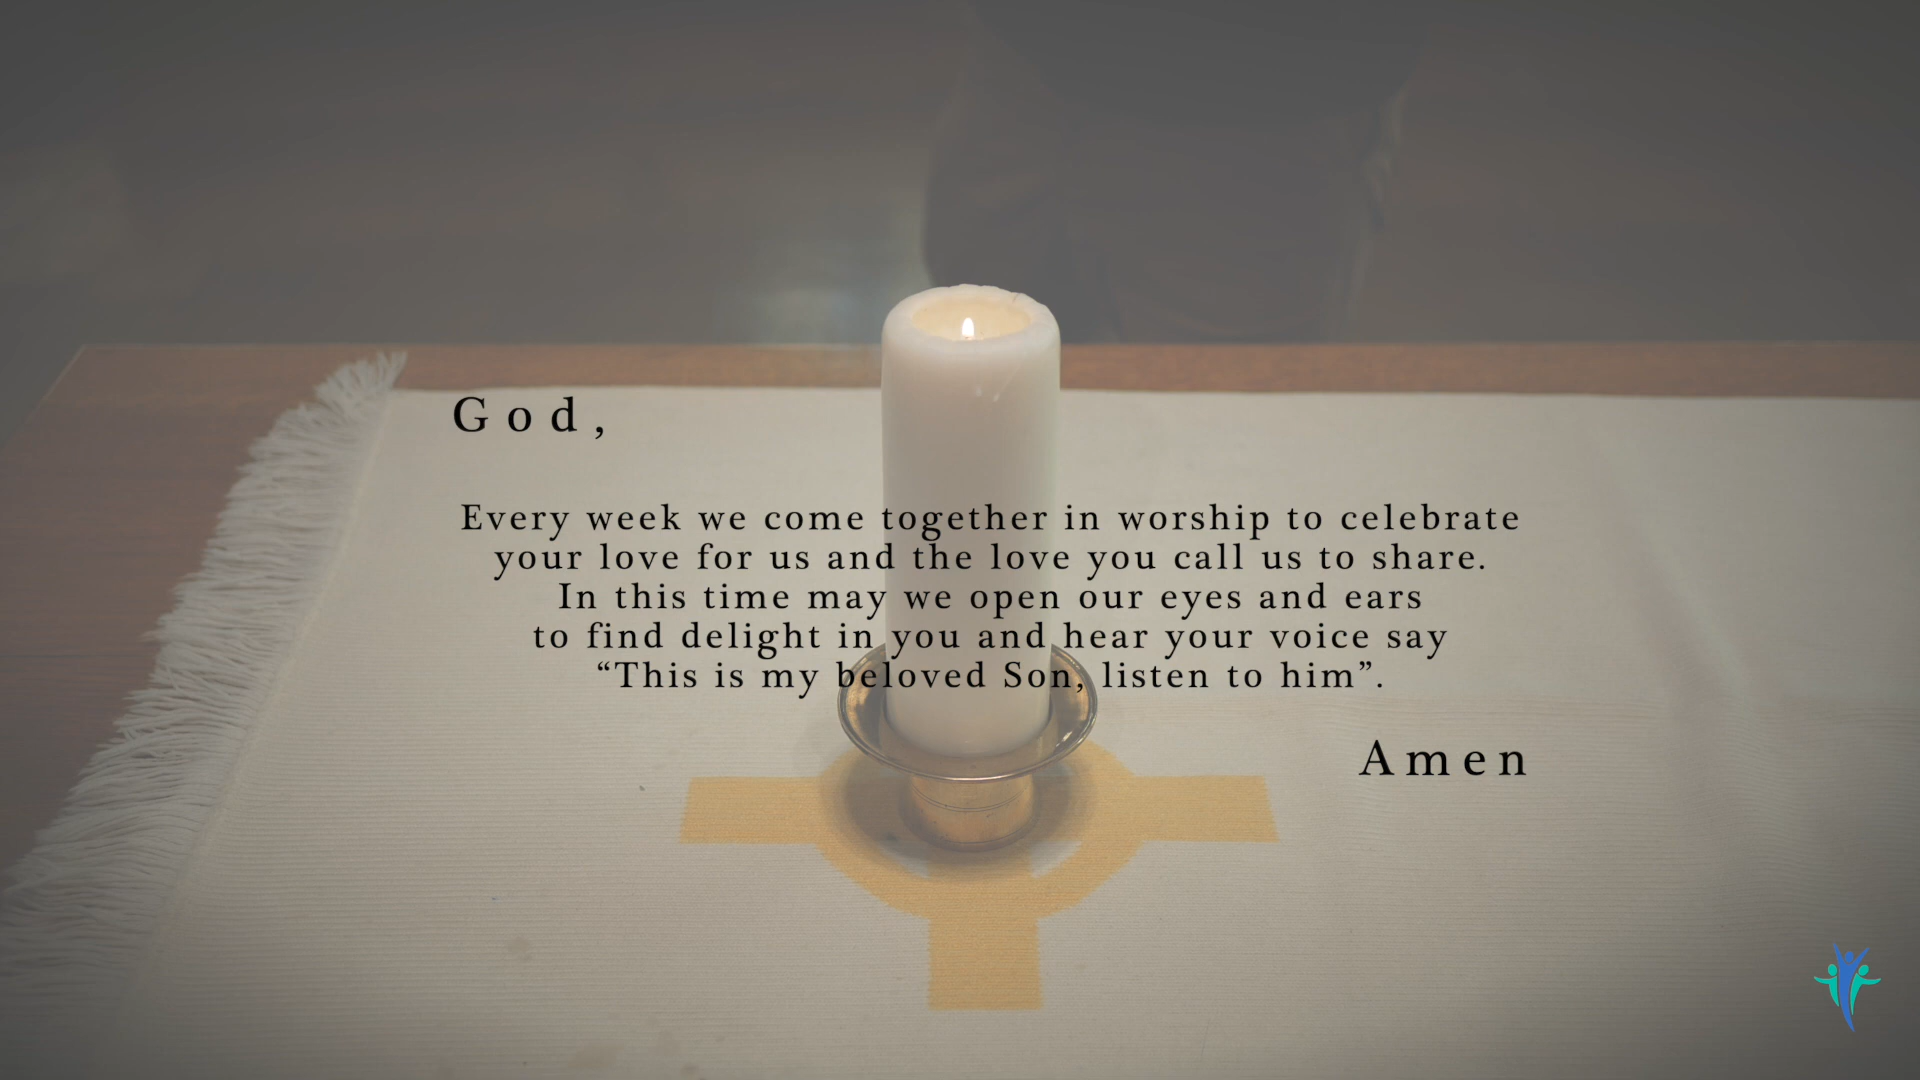 God,
Every week we come together in worship to celebrate
your love for us and the love you call us to share.
In this time may we open our eyes and ears
to find delight in you and hear your voice say
“This is my beloved Son, listen to him”.
Amen